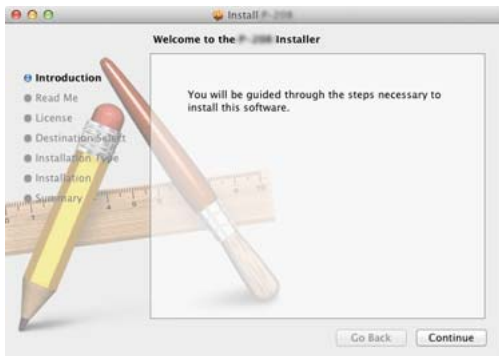 Install
Welcome to the Installer
Introduction
Read Me
License
Destination Select
Installation Type
Installation
Summary
You will be guided through the steps necessary to
install this software.
Go Back
Continue